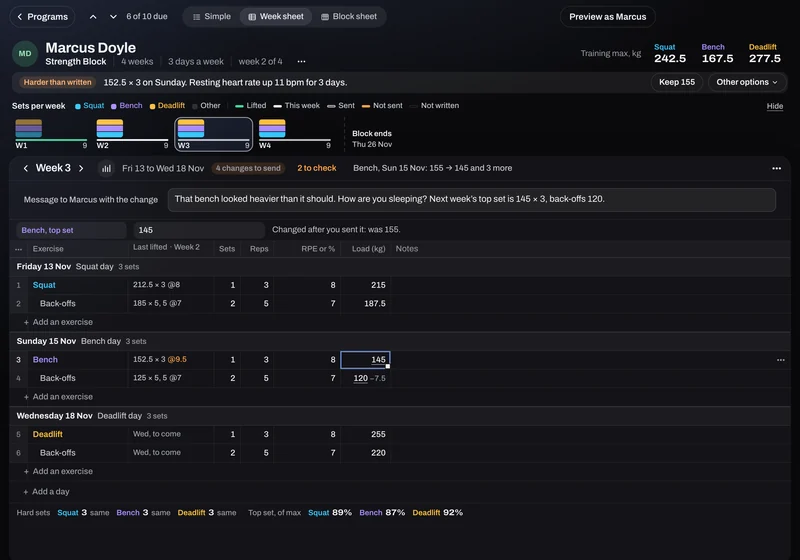 Programs
6 of 10 due
Simple
Week sheet
Block sheet
Preview as Marcus
MD
Marcus Doyle
Strength Block
4 weeks
3 days a week
week 2 of 4
Training max, kg
Squat 242.5
Bench 167.5
Deadlift 277.5
Harder than written
152.5 × 3 on Sunday. Resting heart rate up 11 bpm for 3 days.
Keep 155
Other options
Sets per week
Squat
Bench
Deadlift
Other
Lifted
This week
Sent
Not sent
Not written
Hide
W1 9
W2 9
W3 9
W4 9
Block ends
Thu 26 Nov
Week 3
Fri 13 to Wed 18 Nov
4 changes to send
2 to check
Bench, Sun 15 Nov: 155 → 145 and 3 more
Message to Marcus with the change
That bench looked heavier than it should. How are you sleeping? Next week's top set is 145 × 3, back-offs 120.
Bench, top set
145
Changed after you sent it: was 155.
Exercise Last lifted · Week 2 Sets Reps RPE or % Load (kg) Notes
Friday 13 Nov Squat day 3 sets
1 Squat 212.5 × 3 @8 1 3 8 215
2 Back-offs 185 × 5, 5 @7 2 5 7 187.5
+ Add an exercise
Sunday 15 Nov Bench day 3 sets
3 Bench 152.5 × 3 @9.5 1 3 8 145
4 Back-offs 125 × 5, 5 @7 2 5 7 120 −7.5
+ Add an exercise
Wednesday 18 Nov Deadlift day 3 sets
5 Deadlift Wed, to come 1 3 8 255
6 Back-offs Wed, to come 2 5 7 220
+ Add an exercise
+ Add a day
Hard sets Squat 3 same Bench 3 same Deadlift 3 same Top set, of max Squat 89% Bench 87% Deadlift 92%